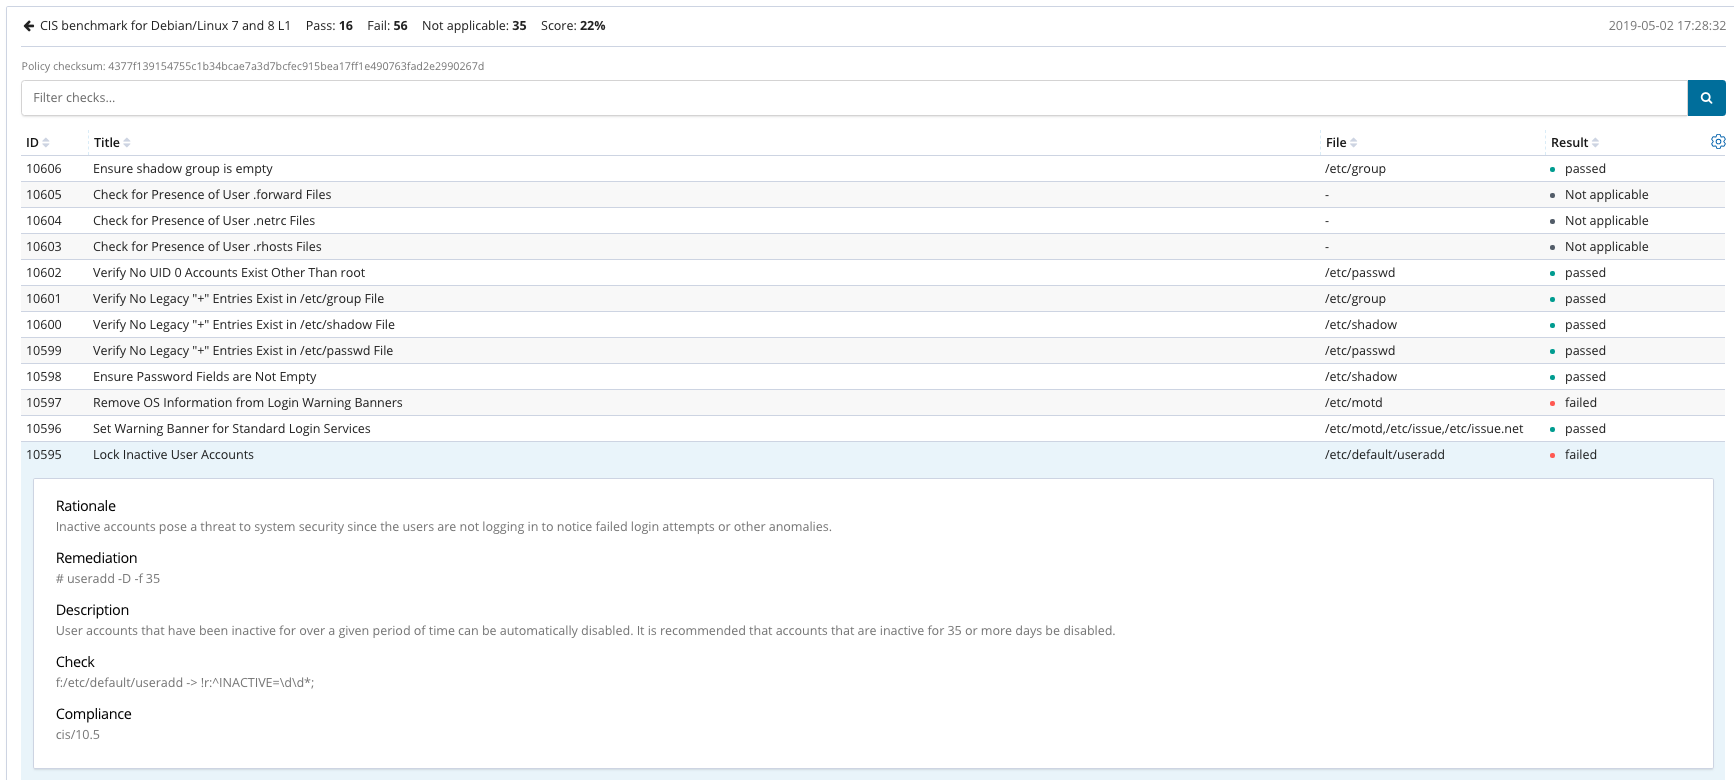 CIS benchmark for Debian/Linux 7 and 8 L1 Pass: 16 Fail: 56 Not applicable: 35 Score: 22% 2019-05-02 17:28:32
Policy checksum: 4377f139154755c1b34bcae7a3d7bcfec915bea17ff1e490763fad2e2990267d
Filter checks...
ID Title File Result
10606 Ensure shadow group is empty /etc/group passed
10605 Check for Presence of User .forward Files - Not applicable
10604 Check for Presence of User .netrc Files - Not applicable
10603 Check for Presence of User .rhosts Files - Not applicable
10602 Verify No UID 0 Accounts Exist Other Than root /etc/passwd passed
10601 Verify No Legacy "+" Entries Exist in /etc/group File /etc/group passed
10600 Verify No Legacy "+" Entries Exist in /etc/shadow File /etc/shadow passed
10599 Verify No Legacy "+" Entries Exist in /etc/passwd File /etc/passwd passed
10598 Ensure Password Fields are Not Empty /etc/shadow passed
10597 Remove OS Information from Login Warning Banners /etc/motd failed
10596 Set Warning Banner for Standard Login Services /etc/motd,/etc/issue,/etc/issue.net passed
10595 Lock Inactive User Accounts /etc/default/useradd failed
Rationale
Inactive accounts pose a threat to system security since the users are not logging in to notice failed login attempts or other anomalies.
Remediation
# useradd -D -f 35
Description
User accounts that have been inactive for over a given period of time can be automatically disabled. It is recommended that accounts that are inactive for 35 or more days be disabled.
Check
f:/etc/default/useradd -> !r:^INACTIVE=\d\d*;
Compliance
cis/10.5